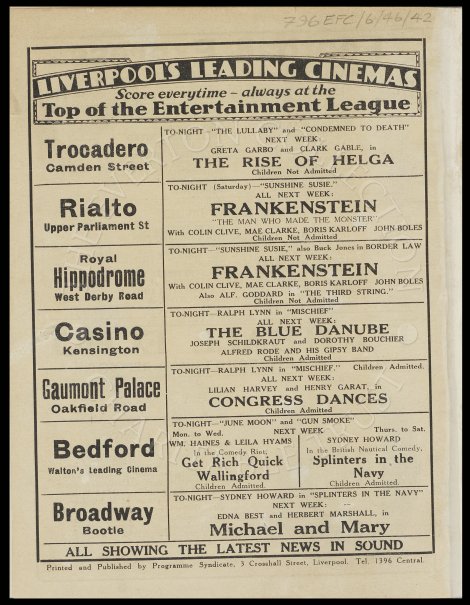 796 EFC/6/46/42
LIVERPOOL'S LEADING CINEMAS
Score everytime – always at the
Top of the Entertainment League
Trocadero
Camden Street
TO-NIGHT—"THE LULLABY" and "CONDEMNED TO DEATH"
NEXT WEEK:
GRETA GARBO and CLARK GABLE, in
THE RISE OF HELGA
Children Not Admitted
Rialto
Upper Parliament St
TO-NIGHT (Saturday)—"SUNSHINE SUSIE,"
ALL NEXT WEEK:
FRANKENSTEIN
"THE MAN WHO MADE THE MONSTER"
With COLIN CLIVE, MAE CLARKE, BORIS KARLOFF JOHN BOLES
Children Not Admitted
Royal
Hippodrome
West Derby Road
TO-NIGHT—"SUNSHINE SUSIE," also Buck Jones in BORDER LAW
ALL NEXT WEEK:
FRANKENSTEIN
With COLIN CLIVE, MAE CLARKE, BORIS KARLOFF JOHN BOLES
Also ALF. GODDARD in "THE THIRD STRING."
Children Not Admitted
Casino
Kensington
TO-NIGHT—RALPH LYNN in "MISCHIEF"
ALL NEXT WEEK:
THE BLUE DANUBE
JOSEPH SCHILDKRAUT and DOROTHY BOUCHIER
ALFRED RODE AND HIS GIPSY BAND
Children Admitted
Gaumont Palace
Oakfield Road
TO-NIGHT—RALPH LYNN in "MISCHIEF." Children Admitted.
ALL NEXT WEEK:
LILIAN HARVEY and HENRY GARAT, in
CONGRESS DANCES
Children Admitted
Bedford
Walton's Leading Cinema
TO-NIGHT—"JUNE MOON" and "GUN SMOKE"
Mon. to Wed. NEXT WEEK Thurs. to Sat.
WM. HAINES & LEILA HYAMS
In the Comedy Riot,
Get Rich Quick
Wallingford
Children Admitted.
SYDNEY HOWARD
In the British Nautical Comedy,
Splinters in the
Navy
Children Admitted.
Broadway
Bootle
TO-NIGHT—SYDNEY HOWARD in "SPLINTERS IN THE NAVY"
NEXT WEEK:
EDNA BEST and HERBERT MARSHALL, in
Michael and Mary
ALL SHOWING THE LATEST NEWS IN SOUND
Printed and Published by Programme Syndicate, 3 Crosshall Street, Liverpool. Tel. 1396 Central.